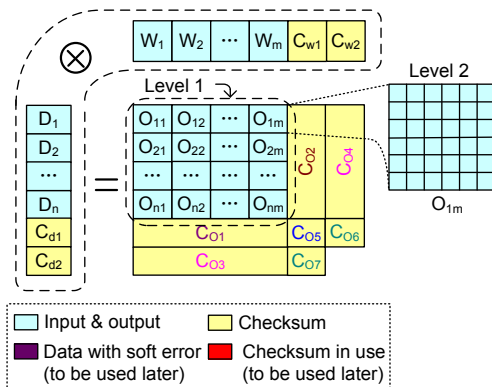 W1 W2 ... Wm Cw1 Cw2
⊗
Level 1
Level 2
D1
D2
...
Dn
Cd1
Cd2
=
O11 O12 ... O1m
O21 O22 ... O2m
... ... ... ...
On1 On2 ... Onm
CO2
CO4
CO1 CO5 CO6
CO3 CO7
O1m
Input & output
Checksum
Data with soft error
(to be used later)
Checksum in use
(to be used later)